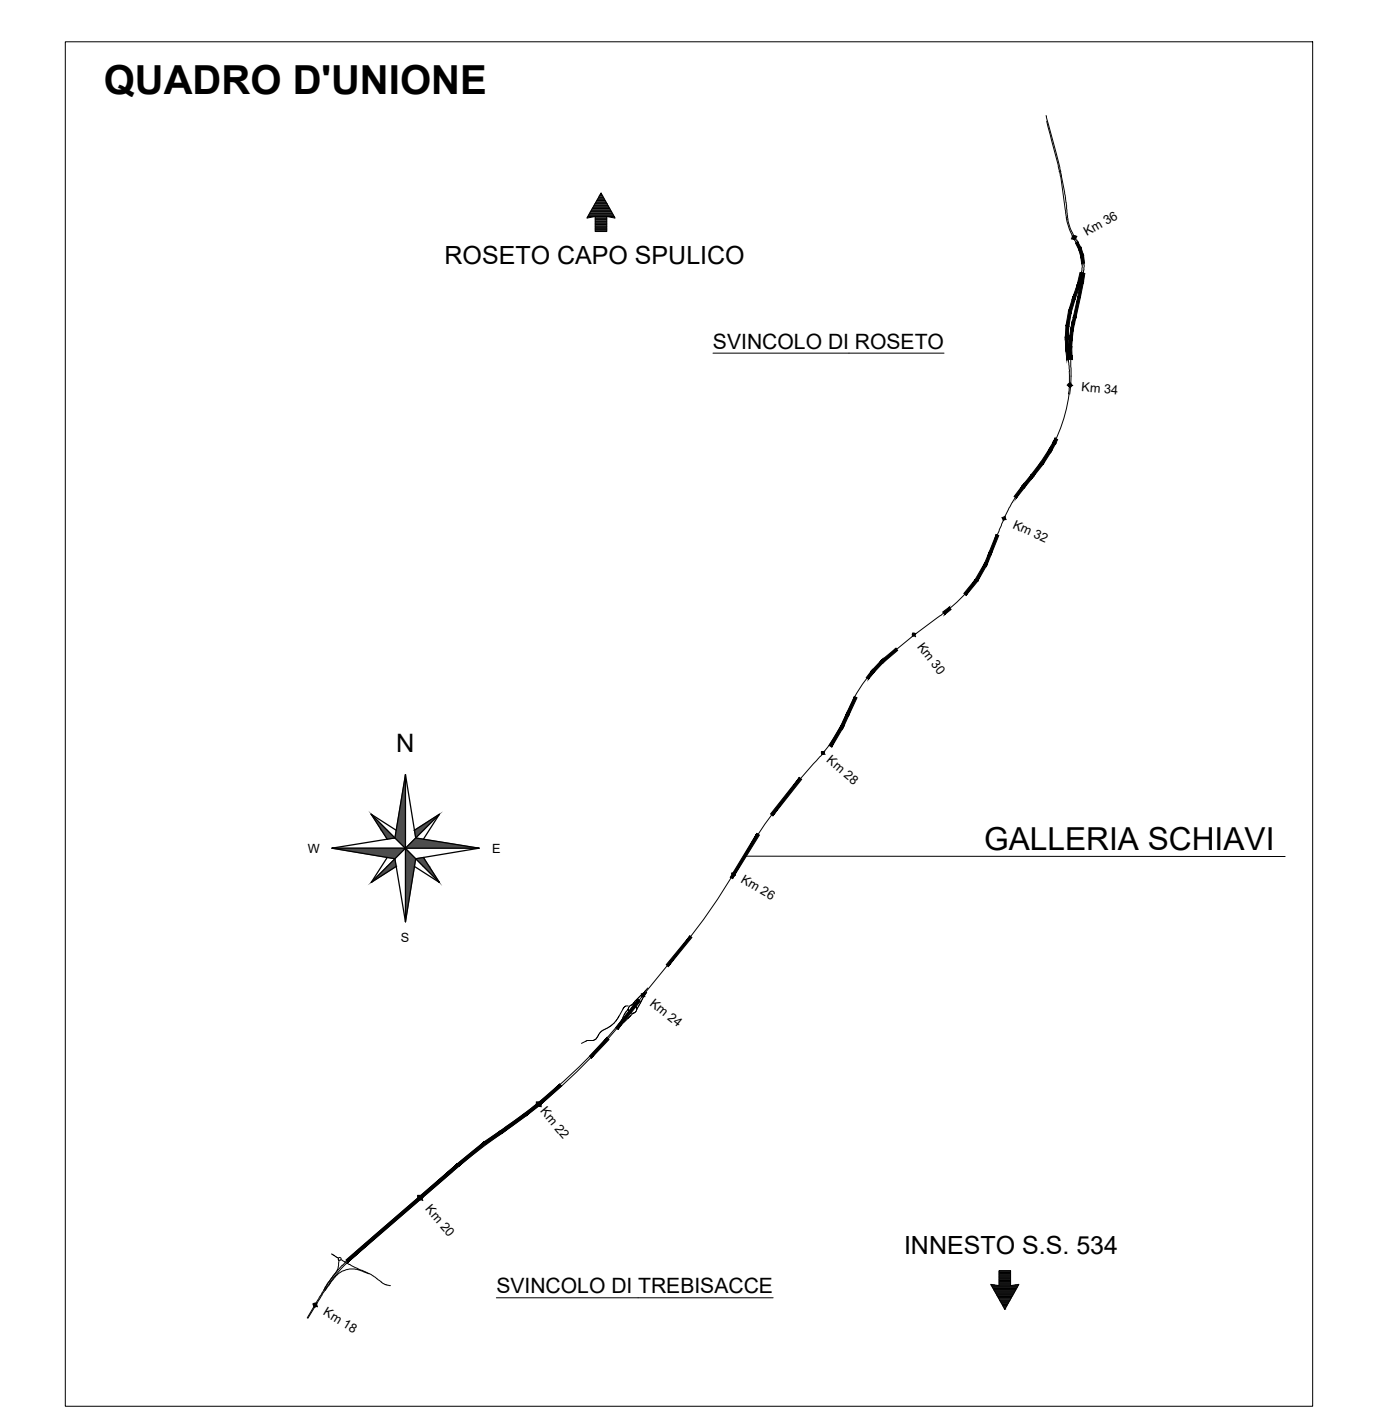 QUADRO D'UNIONE
Km 36
ROSETO CAPO SPULICO
SVINCOLO DI ROSETO
Km 34
Km 32
Km 30
N
Km 28
GALLERIA SCHIAVI
W
E
Km 26
S
Km 24
Km 22
Km 20
INNESTO S.S. 534
SVINCOLO DI TREBISACCE
Km 18